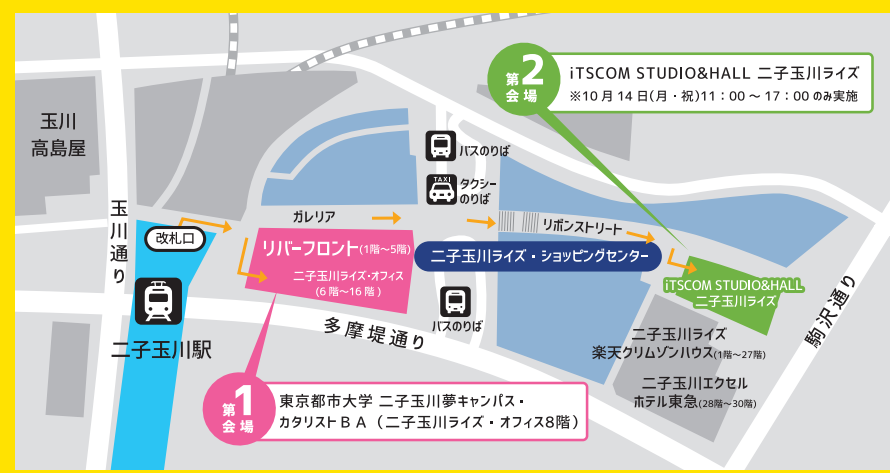 第2会場
iTSCOM STUDIO&HALL 二子玉川ライズ
※10月14日(月・祝)11：00～17：00のみ実施
玉川
高島屋
バスのりば
TAXI
タクシー
のりば
玉川通り
改札口
ガレリア
リボンストリート
リバーフロント(1階～5階)
二子玉川ライズ・オフィス
(6階～16階)
二子玉川ライズ・ショッピングセンター
iTSCOM STUDIO&HALL
二子玉川ライズ
駒沢通り
バスのりば
多摩堤通り
二子玉川駅
二子玉川ライズ
楽天クリムゾンハウス(1階～27階)
二子玉川エクセル
ホテル東急(28階～30階)
第1会場
東京都市大学 二子玉川夢キャンパス・
カタリストＢＡ（二子玉川ライズ・オフィス8階）